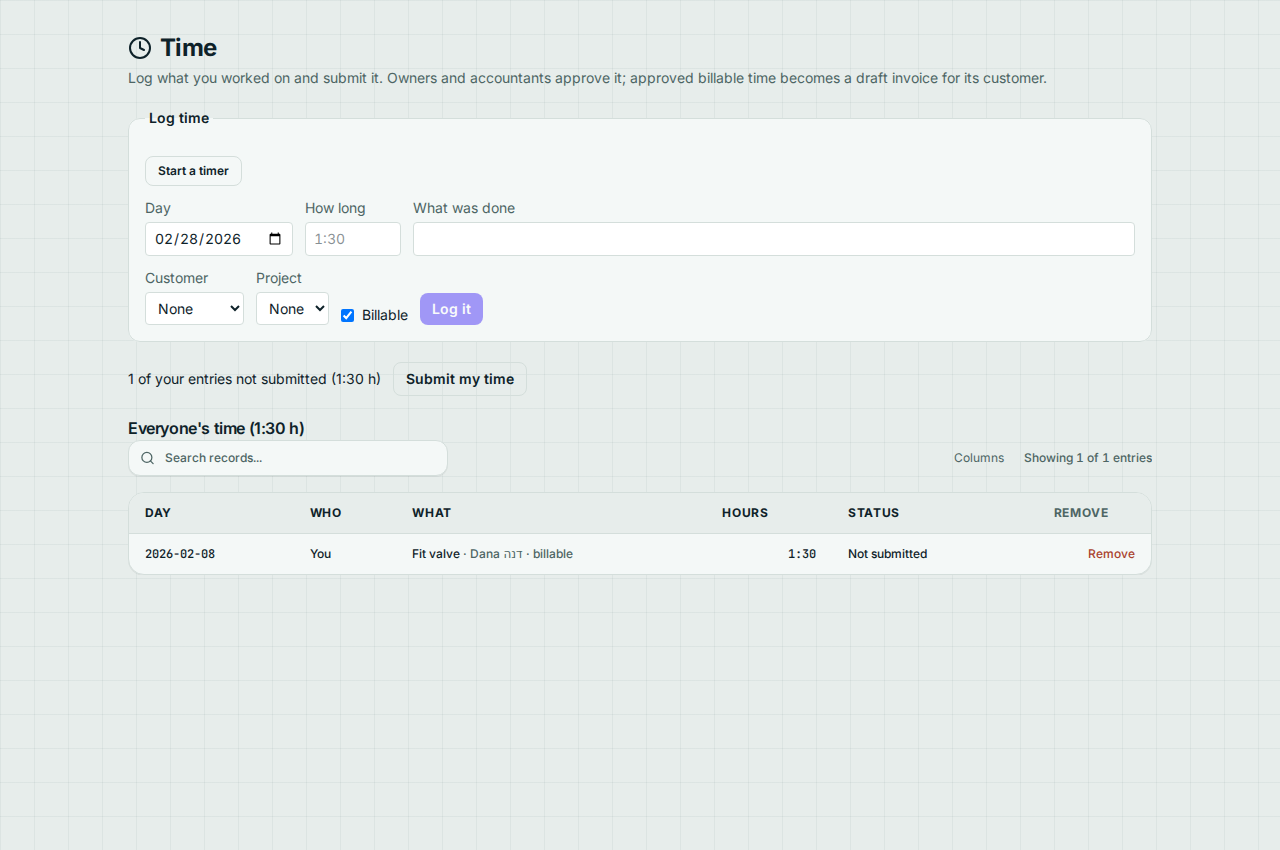 Time
Log what you worked on and submit it. Owners and accountants approve it; approved billable time becomes a draft invoice for its customer.
Log time
Start a timer
Day How long What was done
02/28/2026 1:30
Customer Project
None None Billable Log it
1 of your entries not submitted (1:30 h) Submit my time
Everyone's time (1:30 h)
Search records... Columns Showing 1 of 1 entries
DAY WHO WHAT HOURS STATUS REMOVE
2026-02-08 You Fit valve · Dana דנה · billable 1:30 Not submitted Remove